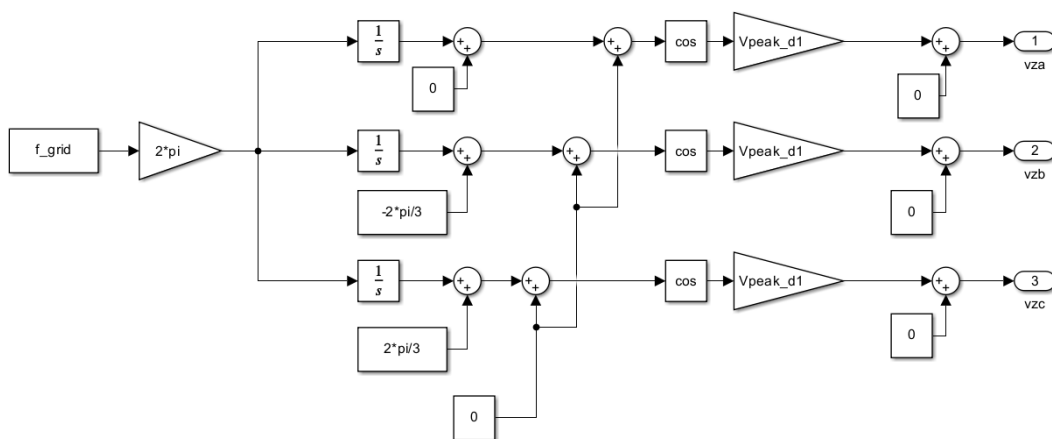 1
s
+
+
0
+
+
cos
Vpeak_d1
+
+
0
1
vza
f_grid
2*pi
1
s
+
+
-2*pi/3
+
+
cos
Vpeak_d1
+
+
0
2
vzb
1
s
+
+
2*pi/3
+
+
0
cos
Vpeak_d1
+
+
0
3
vzc